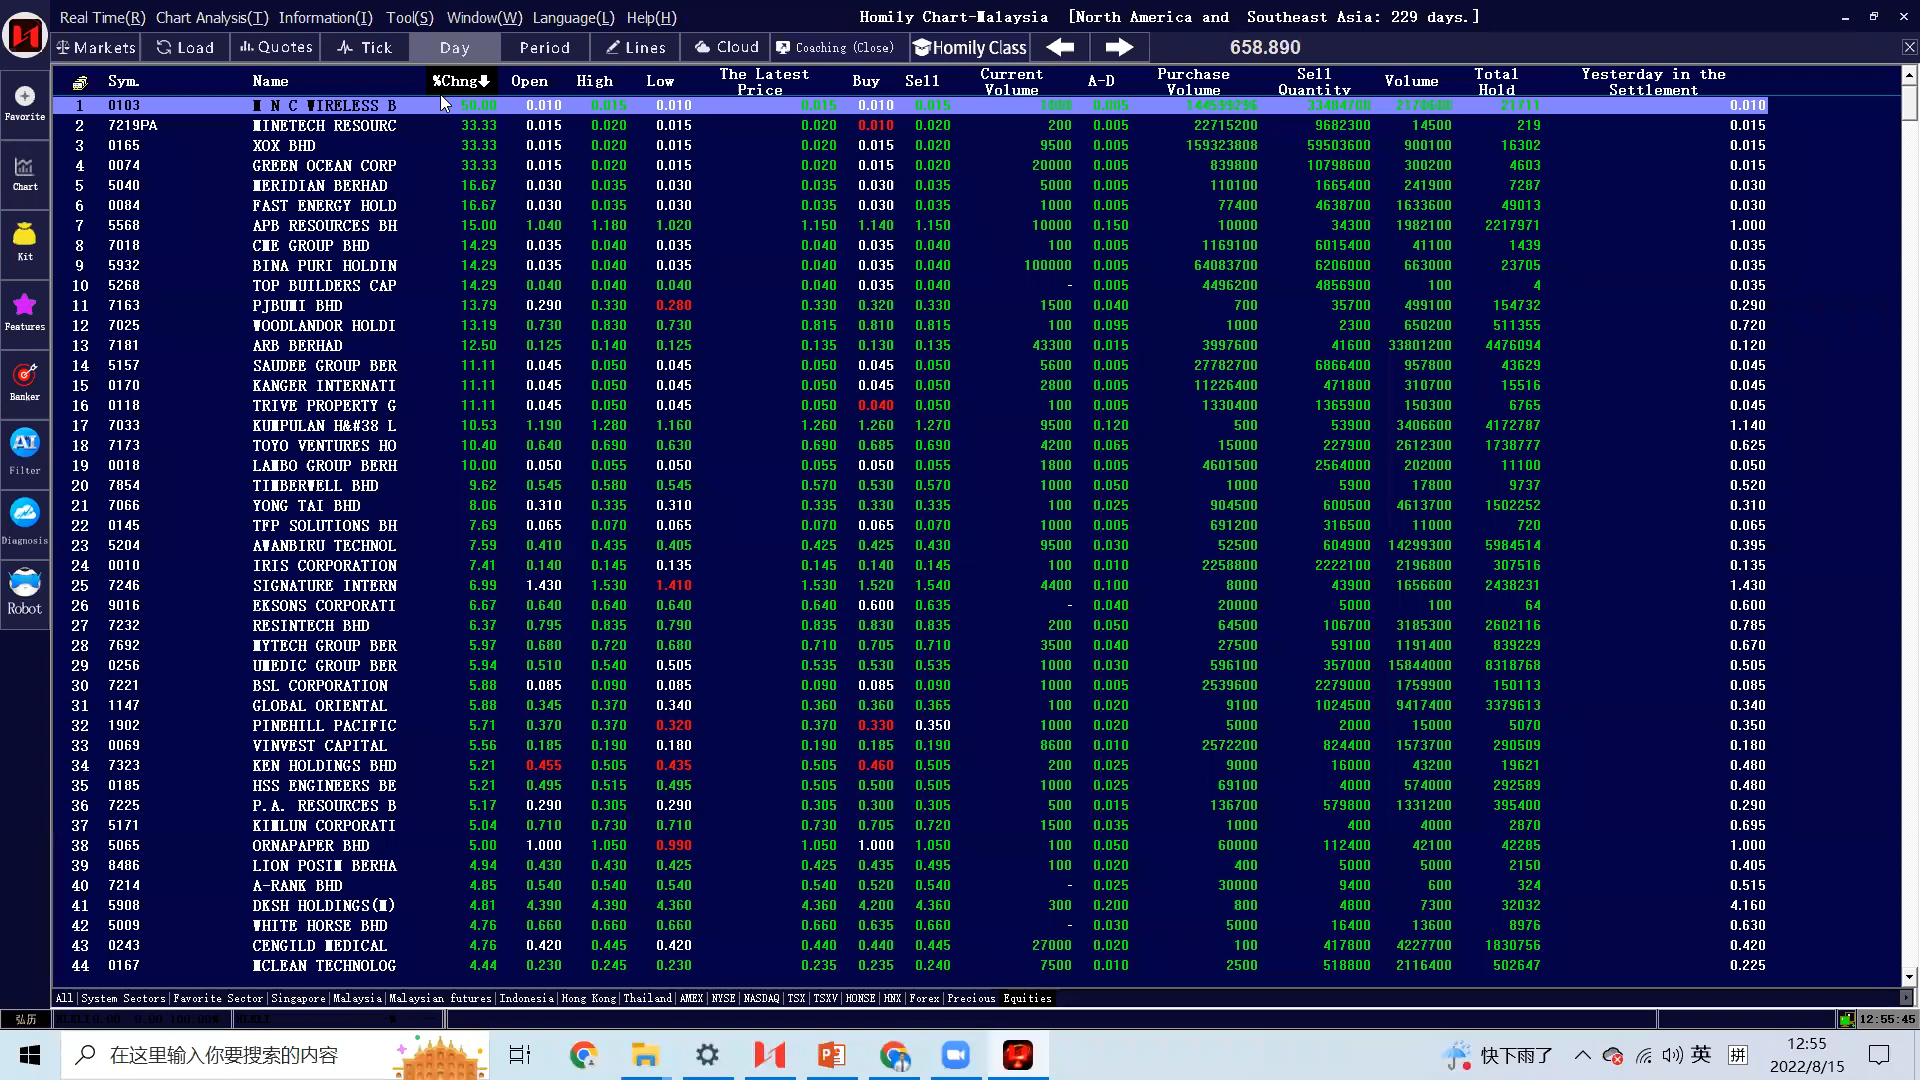 Real Time(R) Chart Analysis(T) Information(I) Tool(S) Window(W) Language(L) Help(H) Homily Chart-Malaysia [North America and Southeast Asia: 229 days.]
Markets Load Quotes Tick Day Period Lines Cloud Coaching (Close) Homily Class 658.890
Sym. Name %Chng Open High Low The Latest Price Buy Sell Current Volume A-D Purchase Volume Sell Quantity Volume Total Hold Yesterday in the Settlement
1 0103 M N C WIRELESS B 50.00 0.010 0.015 0.010 0.015 0.010 0.015 1000 0.005 144599296 33484700 2170600 21711 0.010
2 7219PA MINETECH RESOURC 33.33 0.015 0.020 0.015 0.020 0.010 0.020 200 0.005 22715200 9682300 14500 219 0.015
3 0165 XOX BHD 33.33 0.015 0.020 0.015 0.020 0.015 0.020 9500 0.005 159323808 59503600 900100 16302 0.015
4 0074 GREEN OCEAN CORP 33.33 0.015 0.020 0.015 0.020 0.015 0.020 20000 0.005 839800 10798600 300200 4603 0.015
5 5040 MERIDIAN BERHAD 16.67 0.030 0.035 0.030 0.035 0.030 0.035 5000 0.005 110100 1665400 241900 7287 0.030
6 0084 FAST ENERGY HOLD 16.67 0.030 0.035 0.030 0.035 0.030 0.035 1000 0.005 77400 4638700 1633600 49013 0.030
7 5568 APB RESOURCES BH 15.00 1.040 1.180 1.020 1.150 1.140 1.150 10000 0.150 10000 34300 1982100 2217971 1.000
8 7018 CME GROUP BHD 14.29 0.035 0.040 0.035 0.040 0.035 0.040 100 0.005 1169100 6015400 41100 1439 0.035
9 5932 BINA PURI HOLDIN 14.29 0.035 0.040 0.035 0.040 0.035 0.040 100000 0.005 64083700 6206000 663000 23705 0.035
10 5268 TOP BUILDERS CAP 14.29 0.040 0.040 0.040 0.040 0.035 0.040 - 0.005 4496200 4856900 100 4 0.035
11 7163 PJBUMI BHD 13.79 0.290 0.330 0.280 0.330 0.320 0.330 1500 0.040 700 35700 499100 154732 0.290
12 7025 WOODLANDOR HOLDI 13.19 0.730 0.830 0.730 0.815 0.810 0.815 100 0.095 1000 2300 650200 511355 0.720
13 7181 ARB BERHAD 12.50 0.125 0.140 0.125 0.135 0.130 0.135 43300 0.015 3997600 41600 33801200 4476094 0.120
14 5157 SAUDEE GROUP BER 11.11 0.045 0.050 0.045 0.050 0.045 0.050 5600 0.005 27782700 6866400 957800 43629 0.045
15 0170 KANGER INTERNATI 11.11 0.045 0.050 0.045 0.050 0.045 0.050 2800 0.005 11226400 471800 310700 15516 0.045
16 0118 TRIVE PROPERTY G 11.11 0.045 0.050 0.045 0.050 0.040 0.050 100 0.005 1330400 1365900 150300 6765 0.045
17 7033 KUMPULAN H&#38 L 10.53 1.190 1.280 1.160 1.260 1.260 1.270 9500 0.120 500 53900 3406600 4172787 1.140
18 7173 TOYO VENTURES HO 10.40 0.640 0.690 0.630 0.690 0.685 0.690 4200 0.065 15000 227900 2612300 1738777 0.625
19 0018 LAMBO GROUP BERH 10.00 0.050 0.055 0.050 0.055 0.050 0.055 1800 0.005 4601500 2564000 202000 11100 0.050
20 7854 TIMBERWELL BHD 9.62 0.545 0.580 0.545 0.570 0.530 0.570 1000 0.050 1000 5900 17800 9737 0.520
21 7066 YONG TAI BHD 8.06 0.310 0.335 0.310 0.335 0.330 0.335 100 0.025 904500 600500 4613700 1502252 0.310
22 0145 TFP SOLUTIONS BH 7.69 0.065 0.070 0.065 0.070 0.065 0.070 1000 0.005 691200 316500 11000 720 0.065
23 5204 AWANBIRU TECHNOL 7.59 0.410 0.435 0.405 0.425 0.425 0.430 9500 0.030 52500 604900 14299300 5984514 0.395
24 0010 IRIS CORPORATION 7.41 0.140 0.145 0.135 0.145 0.140 0.145 100 0.010 2258800 2222100 2196800 307516 0.135
25 7246 SIGNATURE INTERN 6.99 1.430 1.530 1.410 1.530 1.520 1.540 4400 0.100 8000 43900 1656600 2438231 1.430
26 9016 EKSONS CORPORATI 6.67 0.640 0.640 0.640 0.640 0.600 0.635 - 0.040 20000 5000 100 64 0.600
27 7232 RESINTECH BHD 6.37 0.795 0.835 0.790 0.835 0.830 0.835 200 0.050 64500 106700 3185300 2602116 0.785
28 7692 WYTECH GROUP BER 5.97 0.680 0.720 0.680 0.710 0.705 0.710 3500 0.040 27500 59100 1191400 839229 0.670
29 0256 UMEDIC GROUP BER 5.94 0.510 0.540 0.505 0.535 0.530 0.535 1000 0.030 596100 357000 15844000 8318768 0.505
30 7221 BSL CORPORATION 5.88 0.085 0.090 0.085 0.090 0.085 0.090 1000 0.005 2539600 2279000 1759900 150113 0.085
31 1147 GLOBAL ORIENTAL 5.88 0.345 0.370 0.340 0.360 0.360 0.365 100 0.020 9100 1024500 9417400 3379613 0.340
32 1902 PINEHILL PACIFIC 5.71 0.370 0.370 0.320 0.370 0.330 0.350 1000 0.020 5000 2000 15000 5070 0.350
33 0069 VINVEST CAPITAL 5.56 0.185 0.190 0.180 0.190 0.185 0.190 8600 0.010 2572200 824400 1573700 290509 0.180
34 7323 KEN HOLDINGS BHD 5.21 0.455 0.505 0.435 0.505 0.460 0.505 200 0.025 9000 16000 43200 19621 0.480
35 0185 HSS ENGINEERS BE 5.21 0.495 0.515 0.495 0.505 0.500 0.505 1000 0.025 69100 4000 574000 292589 0.480
36 7225 P.A. RESOURCES B 5.17 0.290 0.305 0.290 0.305 0.300 0.305 500 0.015 136700 579800 1331200 395400 0.290
37 5171 KIMLUN CORPORATI 5.04 0.710 0.730 0.710 0.730 0.705 0.720 1500 0.035 1000 400 4000 2870 0.695
38 5065 ORNAPAPER BHD 5.00 1.000 1.050 0.990 1.050 1.000 1.050 100 0.050 60000 112400 42100 42285 1.000
39 8486 LION POSIM BERHA 4.94 0.430 0.430 0.425 0.425 0.435 0.495 100 0.020 400 5000 5000 2150 0.405
40 7214 A-RANK BHD 4.85 0.540 0.540 0.540 0.540 0.520 0.540 - 0.025 30000 9400 600 324 0.515
41 5908 DKSH HOLDINGS(M) 4.81 4.390 4.390 4.360 4.360 4.200 4.360 300 0.200 800 4800 7300 32032 4.160
42 5009 WHITE HORSE BHD 4.76 0.660 0.660 0.660 0.660 0.635 0.660 - 0.030 5000 16400 13600 8976 0.630
43 0243 CENGILD MEDICAL 4.76 0.420 0.445 0.420 0.440 0.440 0.445 27000 0.020 100 417800 4227700 1830756 0.420
44 0167 MCLEAN TECHNOLOG 4.44 0.230 0.245 0.230 0.235 0.235 0.240 7500 0.010 2500 518800 2116400 502647 0.225
Favorite
Chart
Kit
Features
Banker
AI
Filter
Diagnosis
Robot
All System Sectors Favorite Sector Singapore Malaysia Malaysian futures Indonesia Hong Kong Thailand AMEX NYSE NASDAQ TSX TSXV HONSE HNX Forex Precious Equities
弘历 12:55:45
在这里输入你要搜索的内容 快下雨了 英 拼 12:55
2022/8/15